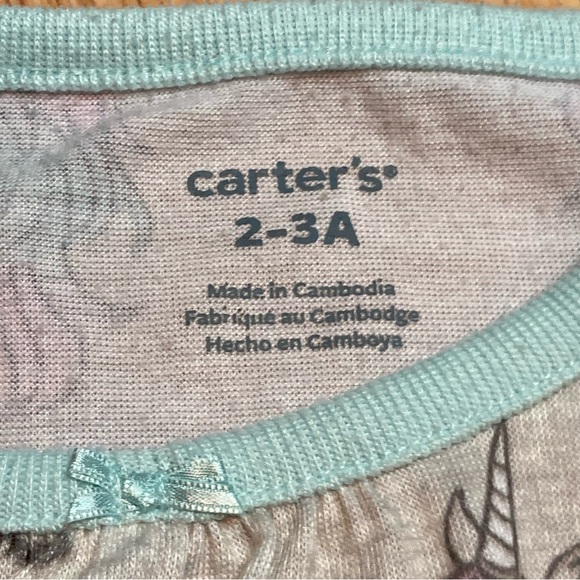 carter's®
2-3A
Made in Cambodia
Fabriqué au Cambodge
Hecho en Camboya